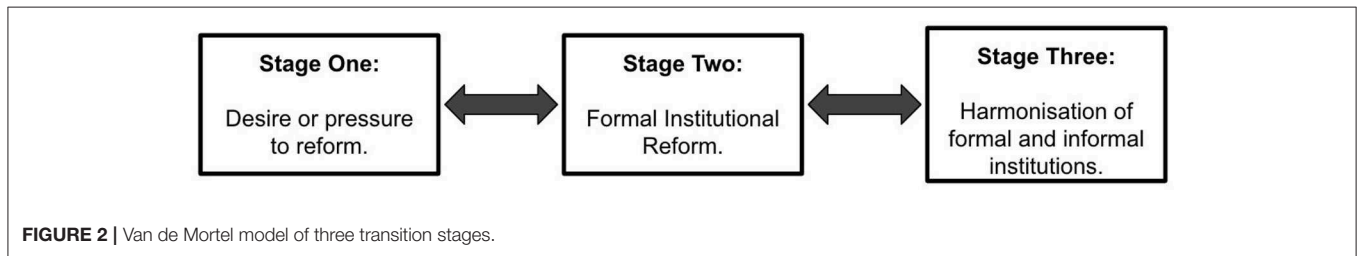 Stage One:
Desire or pressure
to reform.
Stage Two:
Formal Institutional
Reform.
Stage Three:
Harmonisation of
formal and informal
institutions.
FIGURE 2 | Van de Mortel model of three transition stages.